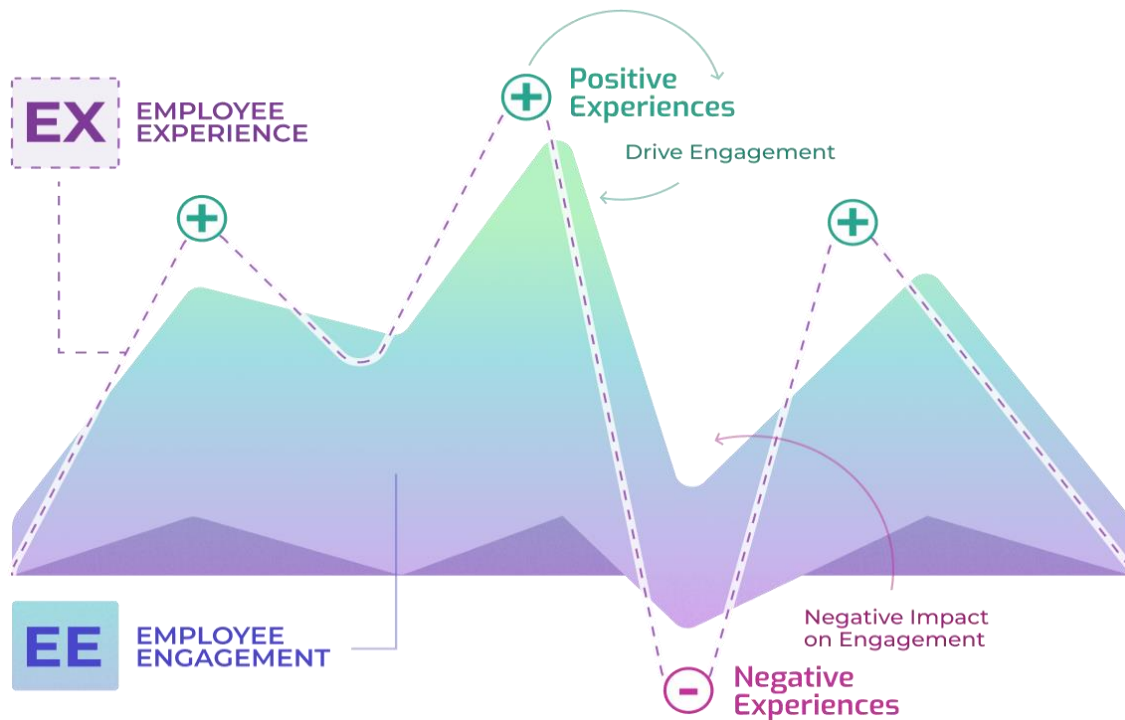 EX
EMPLOYEE
EXPERIENCE
+
Positive
Experiences
Drive Engagement
+
+
EE
EMPLOYEE
ENGAGEMENT
Negative Impact
on Engagement
-
Negative
Experiences